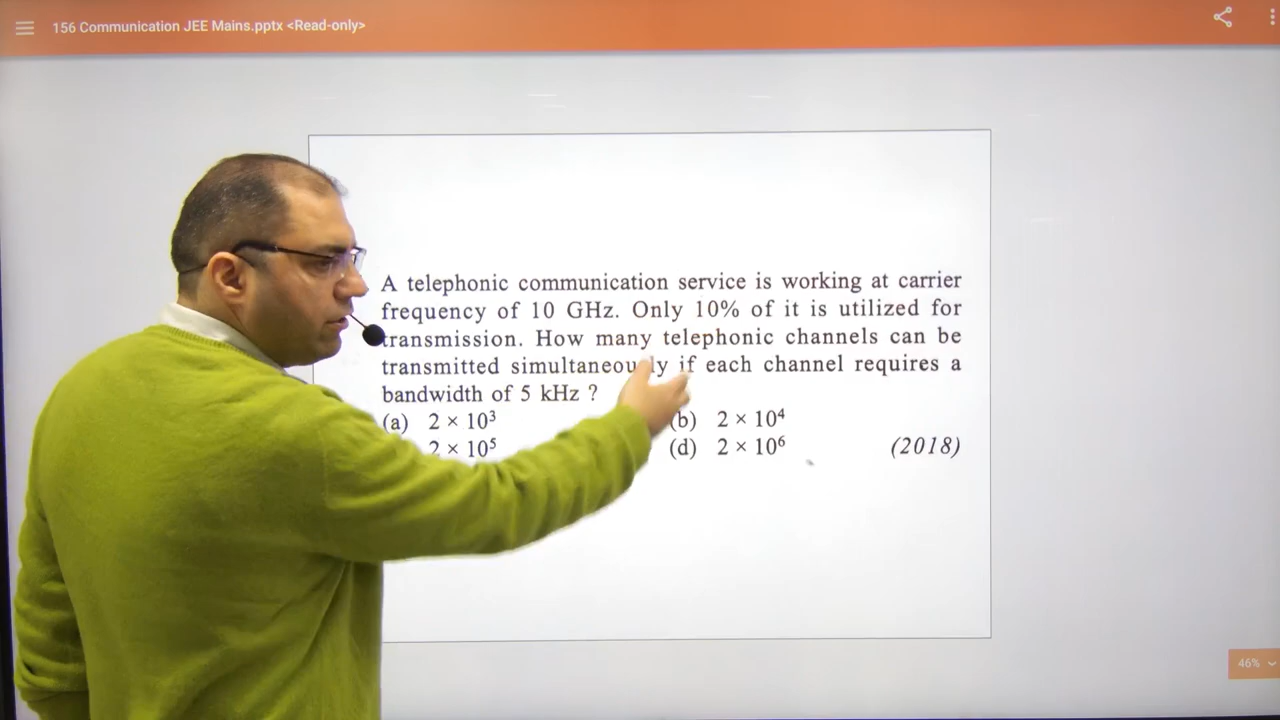 156 Communication JEE Mains.pptx <Read-only>
A telephonic communication service is working at carrier
frequency of 10 GHz. Only 10% of it is utilized for
transmission. How many telephonic channels can be
transmitted simultaneously if each channel requires a
bandwidth of 5 kHz ?
(a) 2 × 10³ (b) 2 × 10⁴
2 × 10⁵ (d) 2 × 10⁶ (2018)
46%